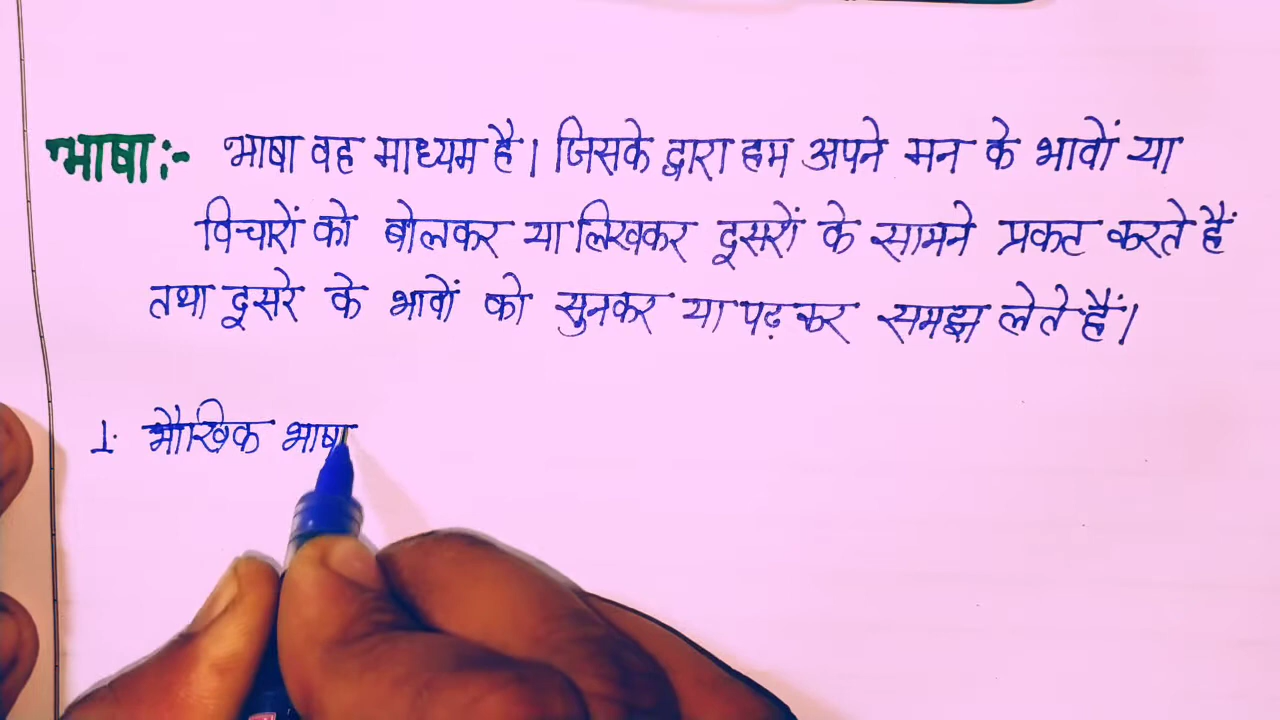 भाषा:- भाषा वह माध्यम है। जिसके द्वारा हम अपने मन के भावों या
विचारों को बोलकर या लिखकर दूसरों के सामने प्रकट करते हैं
तथा दूसरे के भावों को सुनकर या पढ़कर समझ लेते हैं।
1. मौखिक भाषा